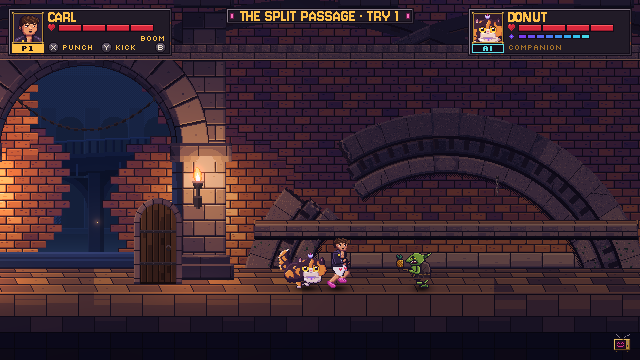 CARL
BOOM
P1 X PUNCH Y KICK B
THE SPLIT PASSAGE · TRY 1
DONUT
AI COMPANION